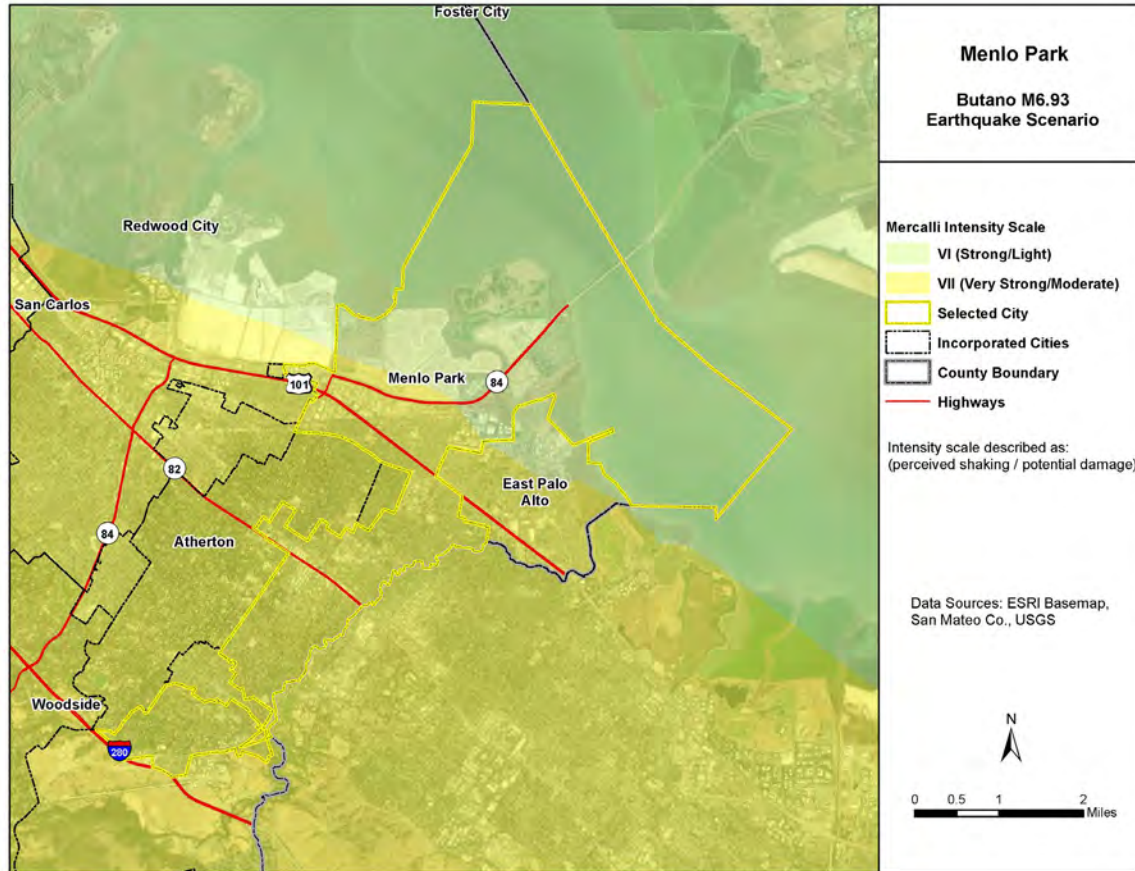 Foster City
Redwood City
San Carlos
101
Menlo Park
84
82
East Palo
Alto
84
Atherton
Woodside
280
Menlo Park
Butano M6.93
Earthquake Scenario
Mercalli Intensity Scale
VI (Strong/Light)
VII (Very Strong/Moderate)
Selected City
Incorporated Cities
County Boundary
Highways
Intensity scale described as:
(perceived shaking / potential damage)
Data Sources: ESRI Basemap,
San Mateo Co., USGS
N
0 0.5 1 2
Miles